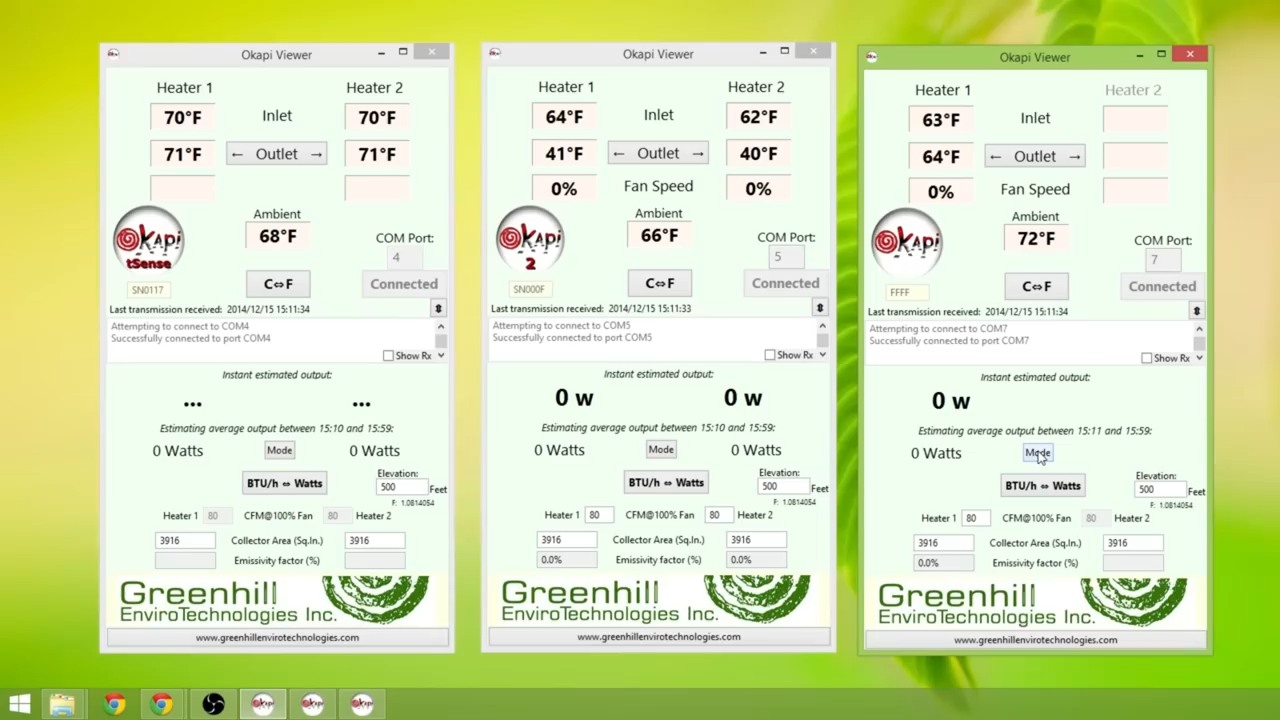 Okapi Viewer
Heater 1 Heater 2
70°F Inlet 70°F
71°F ← Outlet → 71°F
Ambient
68°F
Okapi
tSense
COM Port:
4
SN0117 C⇔F Connected
Last transmission received: 2014/12/15 15:11:34
Attempting to connect to COM4
Successfully connected to port COM4
Show Rx
Instant estimated output:
... ...
Estimating average output between 15:10 and 15:59:
0 Watts Mode 0 Watts
BTU/h ⇔ Watts
Elevation:
500 Feet
F: 1.0814054
Heater 1 80 CFM@100% Fan 80 Heater 2
3916 Collector Area (Sq.In.) 3916
Emissivity factor (%)
Greenhill
EnviroTechnologies Inc.
www.greenhillenvirotechnologies.com
Okapi Viewer
Heater 1 Heater 2
64°F Inlet 62°F
41°F ← Outlet → 40°F
0% Fan Speed 0%
Ambient
66°F
Okapi
2
COM Port:
5
SN000F C⇔F Connected
Last transmission received: 2014/12/15 15:11:33
Attempting to connect to COM5
Successfully connected to port COM5
Show Rx
Instant estimated output:
0 w 0 w
Estimating average output between 15:10 and 15:59:
0 Watts Mode 0 Watts
BTU/h ⇔ Watts
Elevation:
500 Feet
F: 1.0814054
Heater 1 80 CFM@100% Fan 80 Heater 2
3916 Collector Area (Sq.In.) 3916
0.0% Emissivity factor (%) 0.0%
Greenhill
EnviroTechnologies Inc.
www.greenhillenvirotechnologies.com
Okapi Viewer
Heater 1 Heater 2
63°F Inlet
64°F ← Outlet →
0% Fan Speed
Ambient
72°F
Okapi
COM Port:
7
FFFF C⇔F Connected
Last transmission received: 2014/12/15 15:11:34
Attempting to connect to COM7
Successfully connected to port COM7
Show Rx
Instant estimated output:
0 w
Estimating average output between 15:11 and 15:59:
0 Watts Mode
BTU/h ⇔ Watts
Elevation:
500 Feet
F: 1.0814054
Heater 1 80 CFM@100% Fan 80 Heater 2
3916 Collector Area (Sq.In.) 3916
0.0% Emissivity factor (%)
Greenhill
EnviroTechnologies Inc.
www.greenhillenvirotechnologies.com